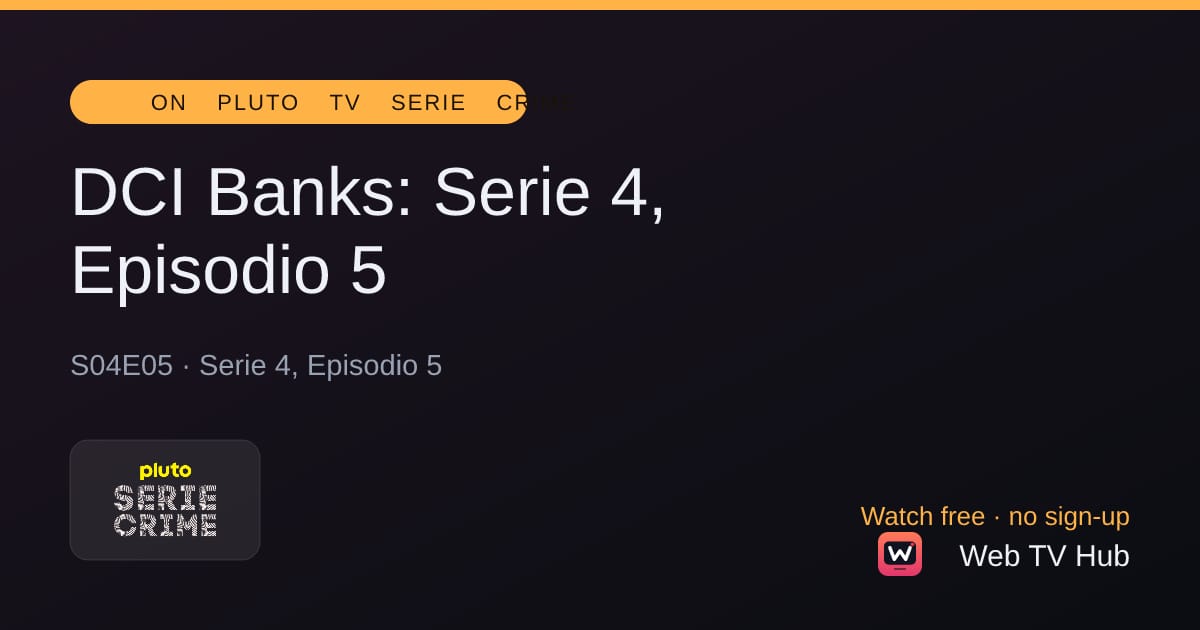 ON PLUTO TV SERIE CRIME
DCI Banks: Serie 4,
Episodio 5
S04E05 · Serie 4, Episodio 5
pluto
SERIE
CRIME
Watch free · no sign-up
W
Web TV Hub